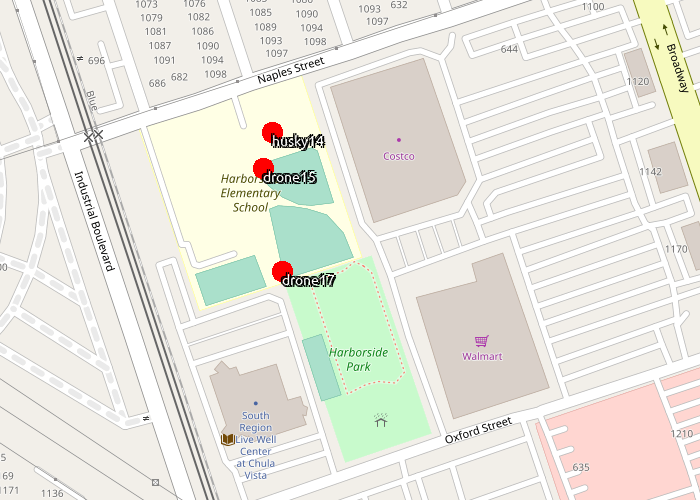 1073
1079
1081
1087
1091
1076
1082
1086
1090
1094
1098
1085
1089
1093
1097
1090
1094
1098
1093
1097
632
1100
696
682
686
644
Naples Street
Broadway
1120
1142
1170
Blue
Industrial Boulevard
husky14
drone15
drone17
Costco
Harborside
Elementary
School
Walmart
Harborside
Park
South
Region
Live Well
Center
at Chula
Vista
Oxford Street
635
1210
1136
1171
169